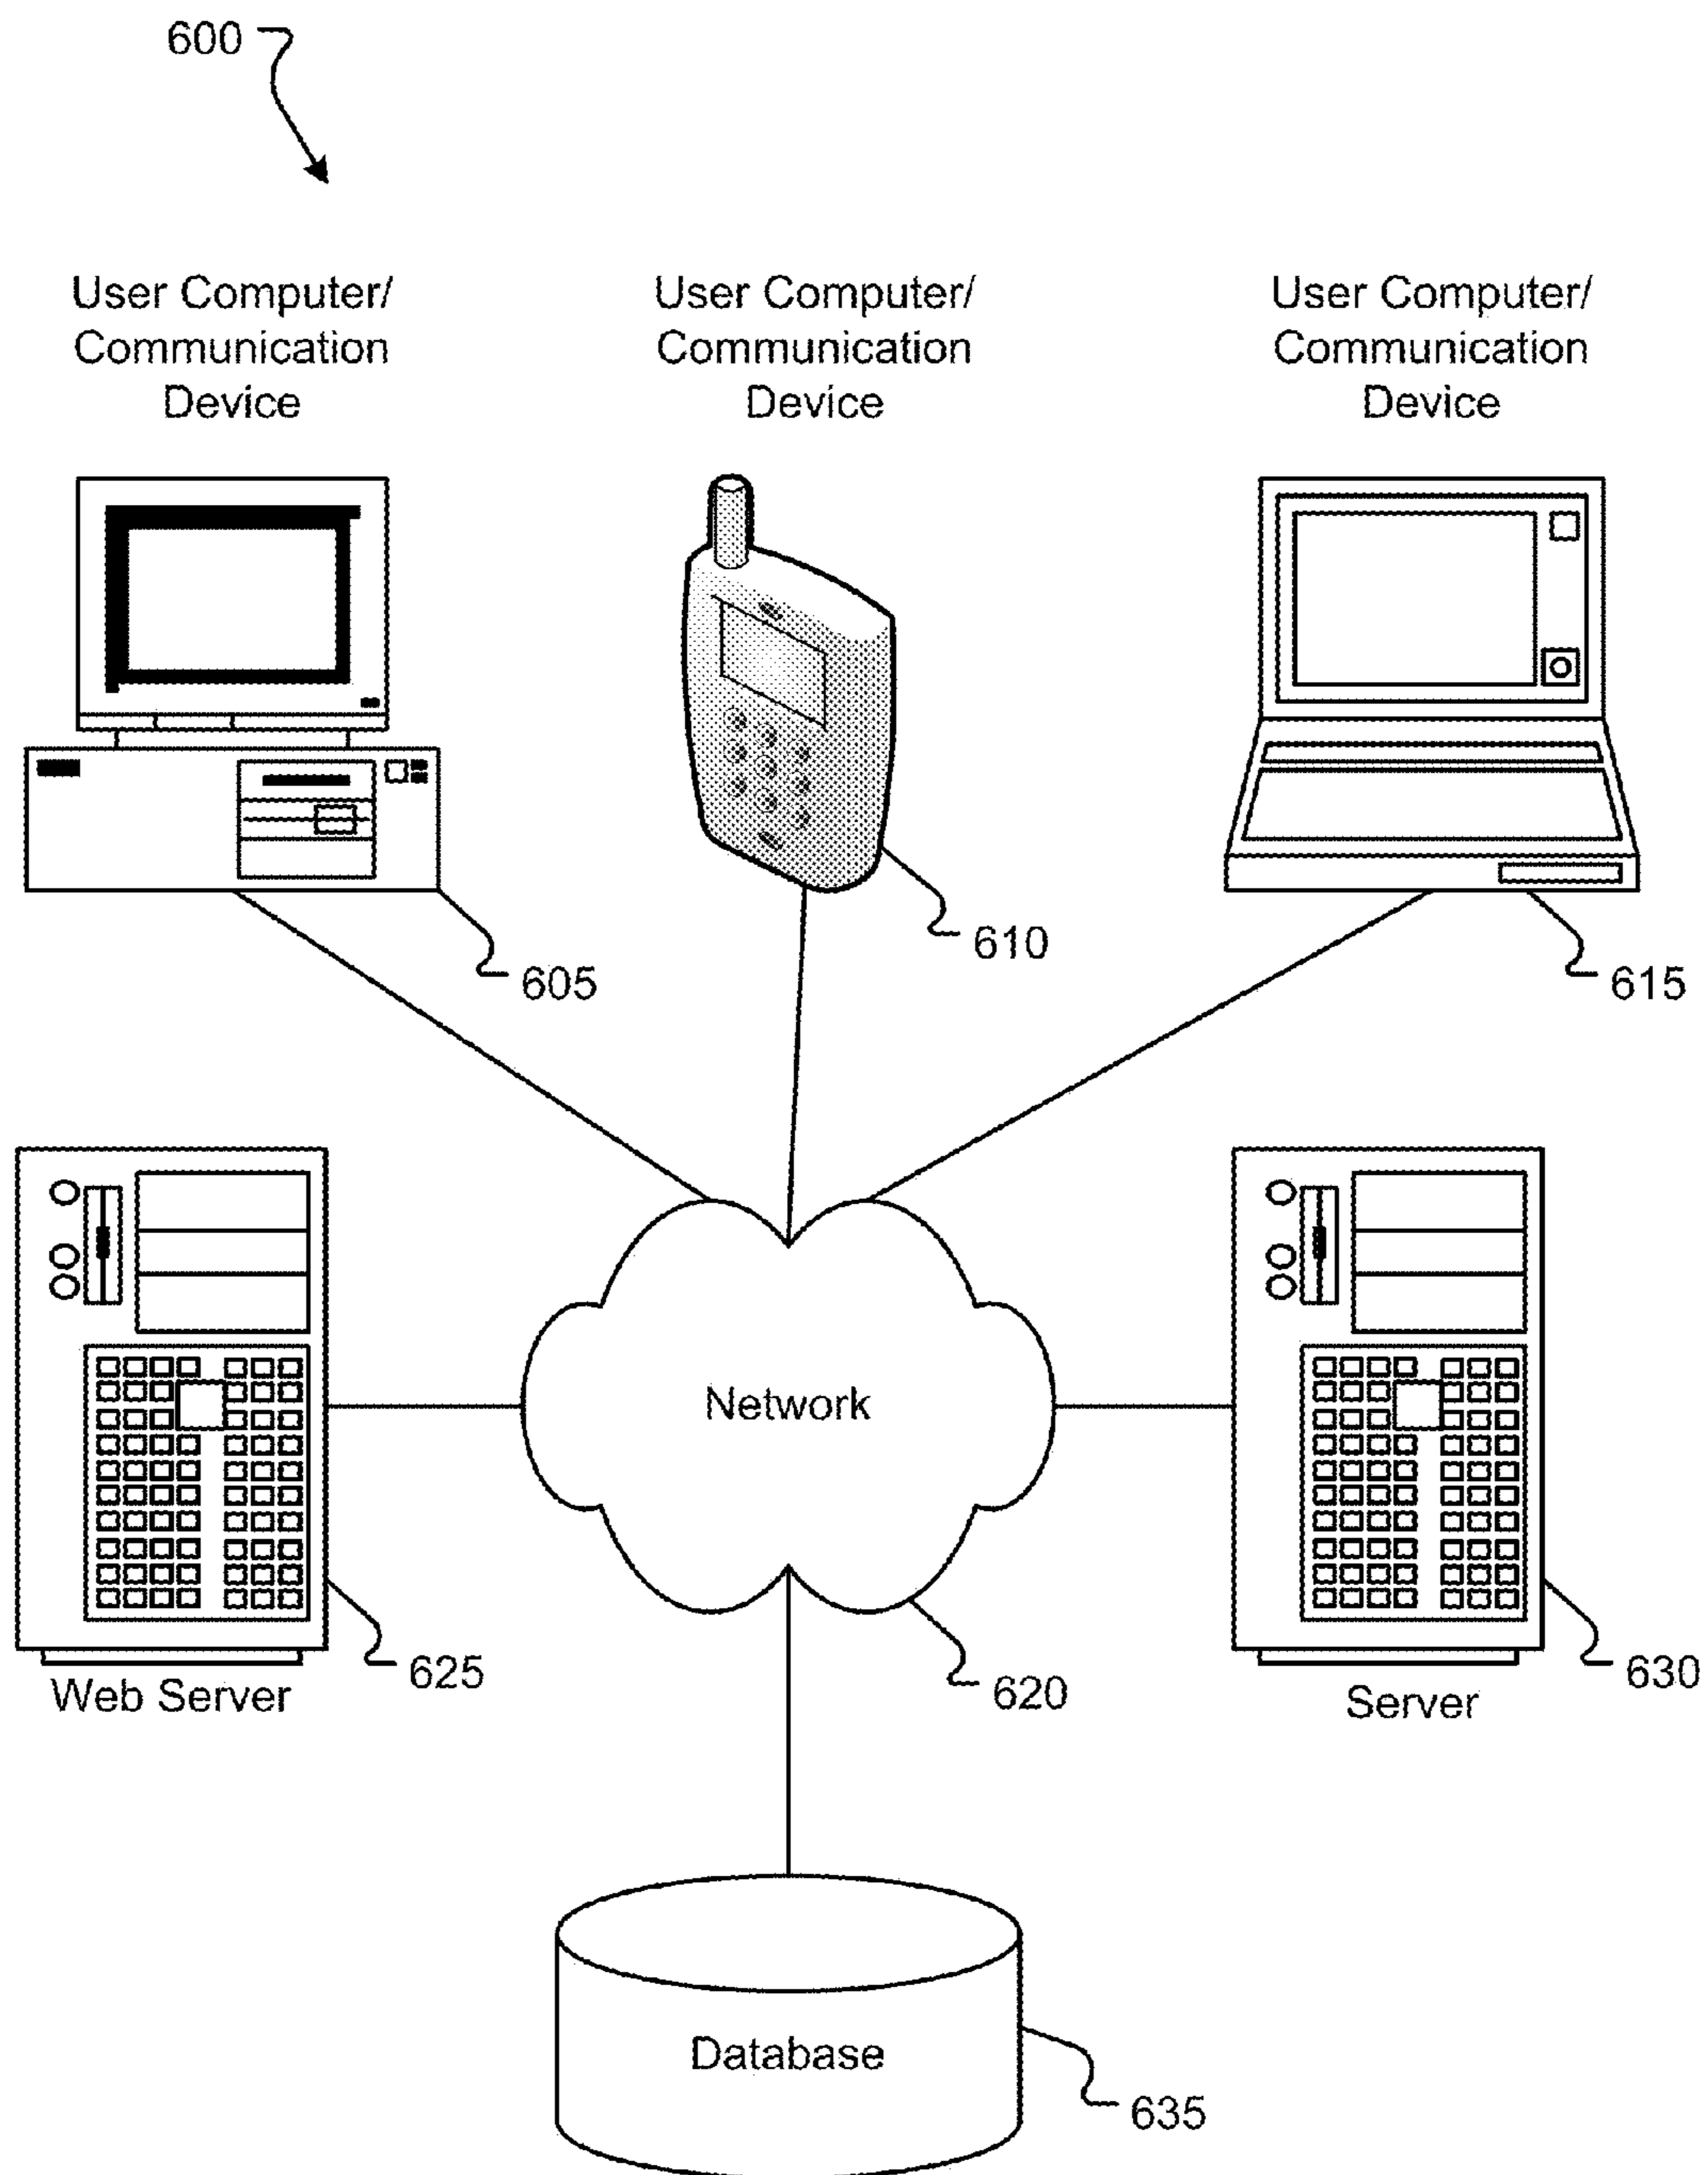 600
User Computer/
Communication
Device
User Computer/
Communication
Device
User Computer/
Communication
Device
605
610
615
Network
625
Web Server
620
630
Server
Database
635